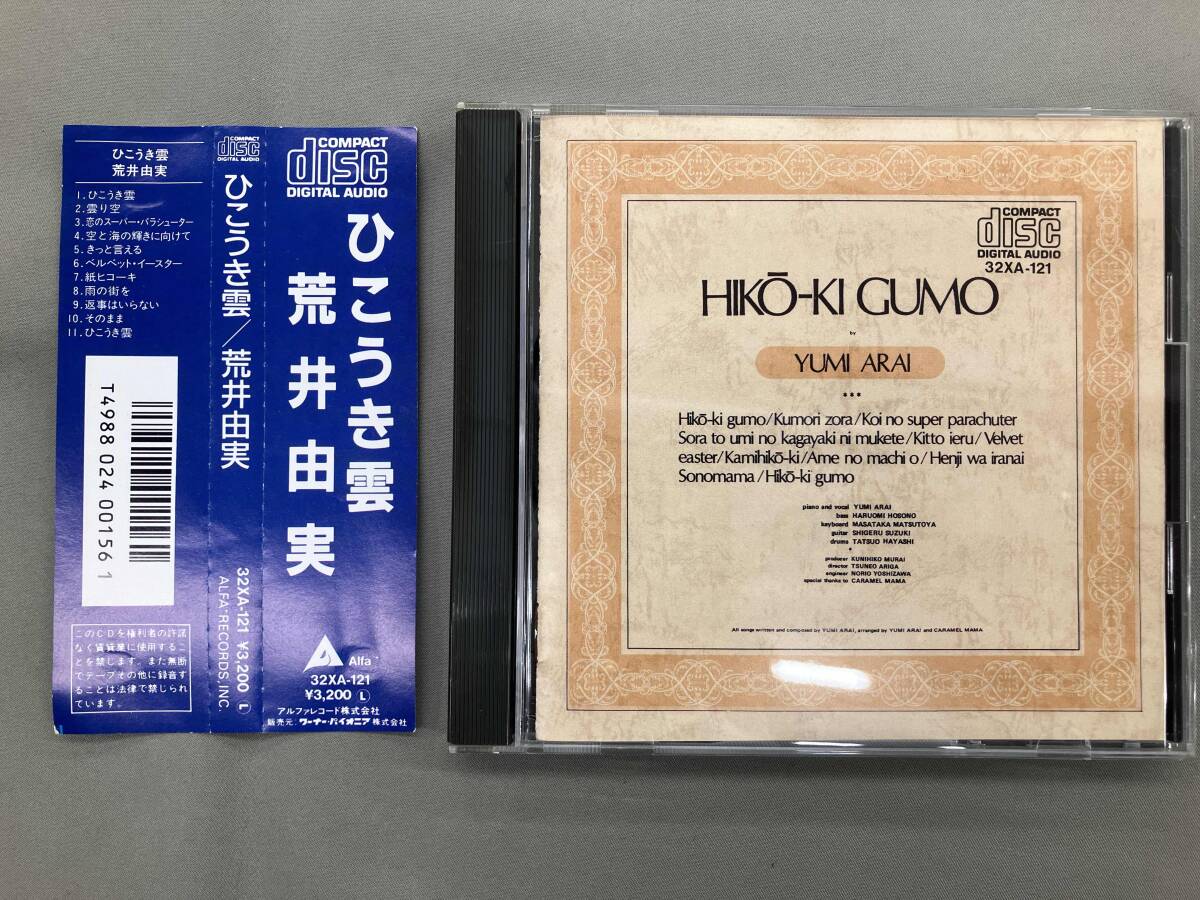 ひこうき雲
荒井由実
1. ひこうき雲
2. 曇り空
3. 恋のスーパー・パラシューター
4. 空と海の輝きに向けて
5. きっと言える
6. ベルベット・イースター
7. 紙ヒコーキ
8. 雨の街を
9. 返事はいらない
10. そのまま
11. ひこうき雲
T4988 024 00156 1
このCDを権利者の許諾
なく賃貸業に使用するこ
とを禁じます。また無断
でテープその他に録音す
ることは法律で禁じられ
ています。
COMPACT
disc
DIGITAL AUDIO
ひこうき雲/荒井由実
32XA-121 ¥3,200 Ⓛ
ALFA RECORDS, INC.
COMPACT
disc
DIGITAL AUDIO
ひこうき雲
荒井由実
Alfa
32XA-121
¥3,200 Ⓛ
アルファレコード株式会社
販売元:ワーナー・パイオニア株式会社
COMPACT
disc
DIGITAL AUDIO
32XA-121
HIKŌ-KI GUMO
by
YUMI ARAI
***
Hikō-ki gumo/Kumori zora/Koi no super parachuter
Sora to umi no kagayaki ni mukete/Kitto ieru/Velvet
easter/Kamihikō-ki/Ame no machi o/Henji wa iranai
Sonomama/Hikō-ki gumo
piano and vocal YUMI ARAI
bass HARUOMI HOSONO
keyboard MASATAKA MATSUTOYA
guitar SHIGERU SUZUKI
drums TATSUO HAYASHI
*
producer KUNIHIKO MURAI
director TSUNEO ARIGA
engineer NORIO YOSHIZAWA
special thanks to CARAMEL MAMA
All songs written and composed by YUMI ARAI, arranged by YUMI ARAI and CARAMEL MAMA